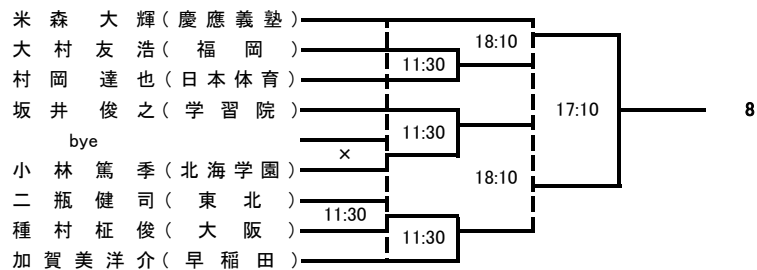 米森大輝(慶應義塾)
18:10
大村友浩(福岡)
11:30
村岡達也(日本体育)
坂井俊之(学習院)
17:10
8
11:30
bye
×
小林篤季(北海学園)
18:10
二瓶健司(東北)
11:30
種村柾俊(大阪)
11:30
加賀美洋介(早稲田)